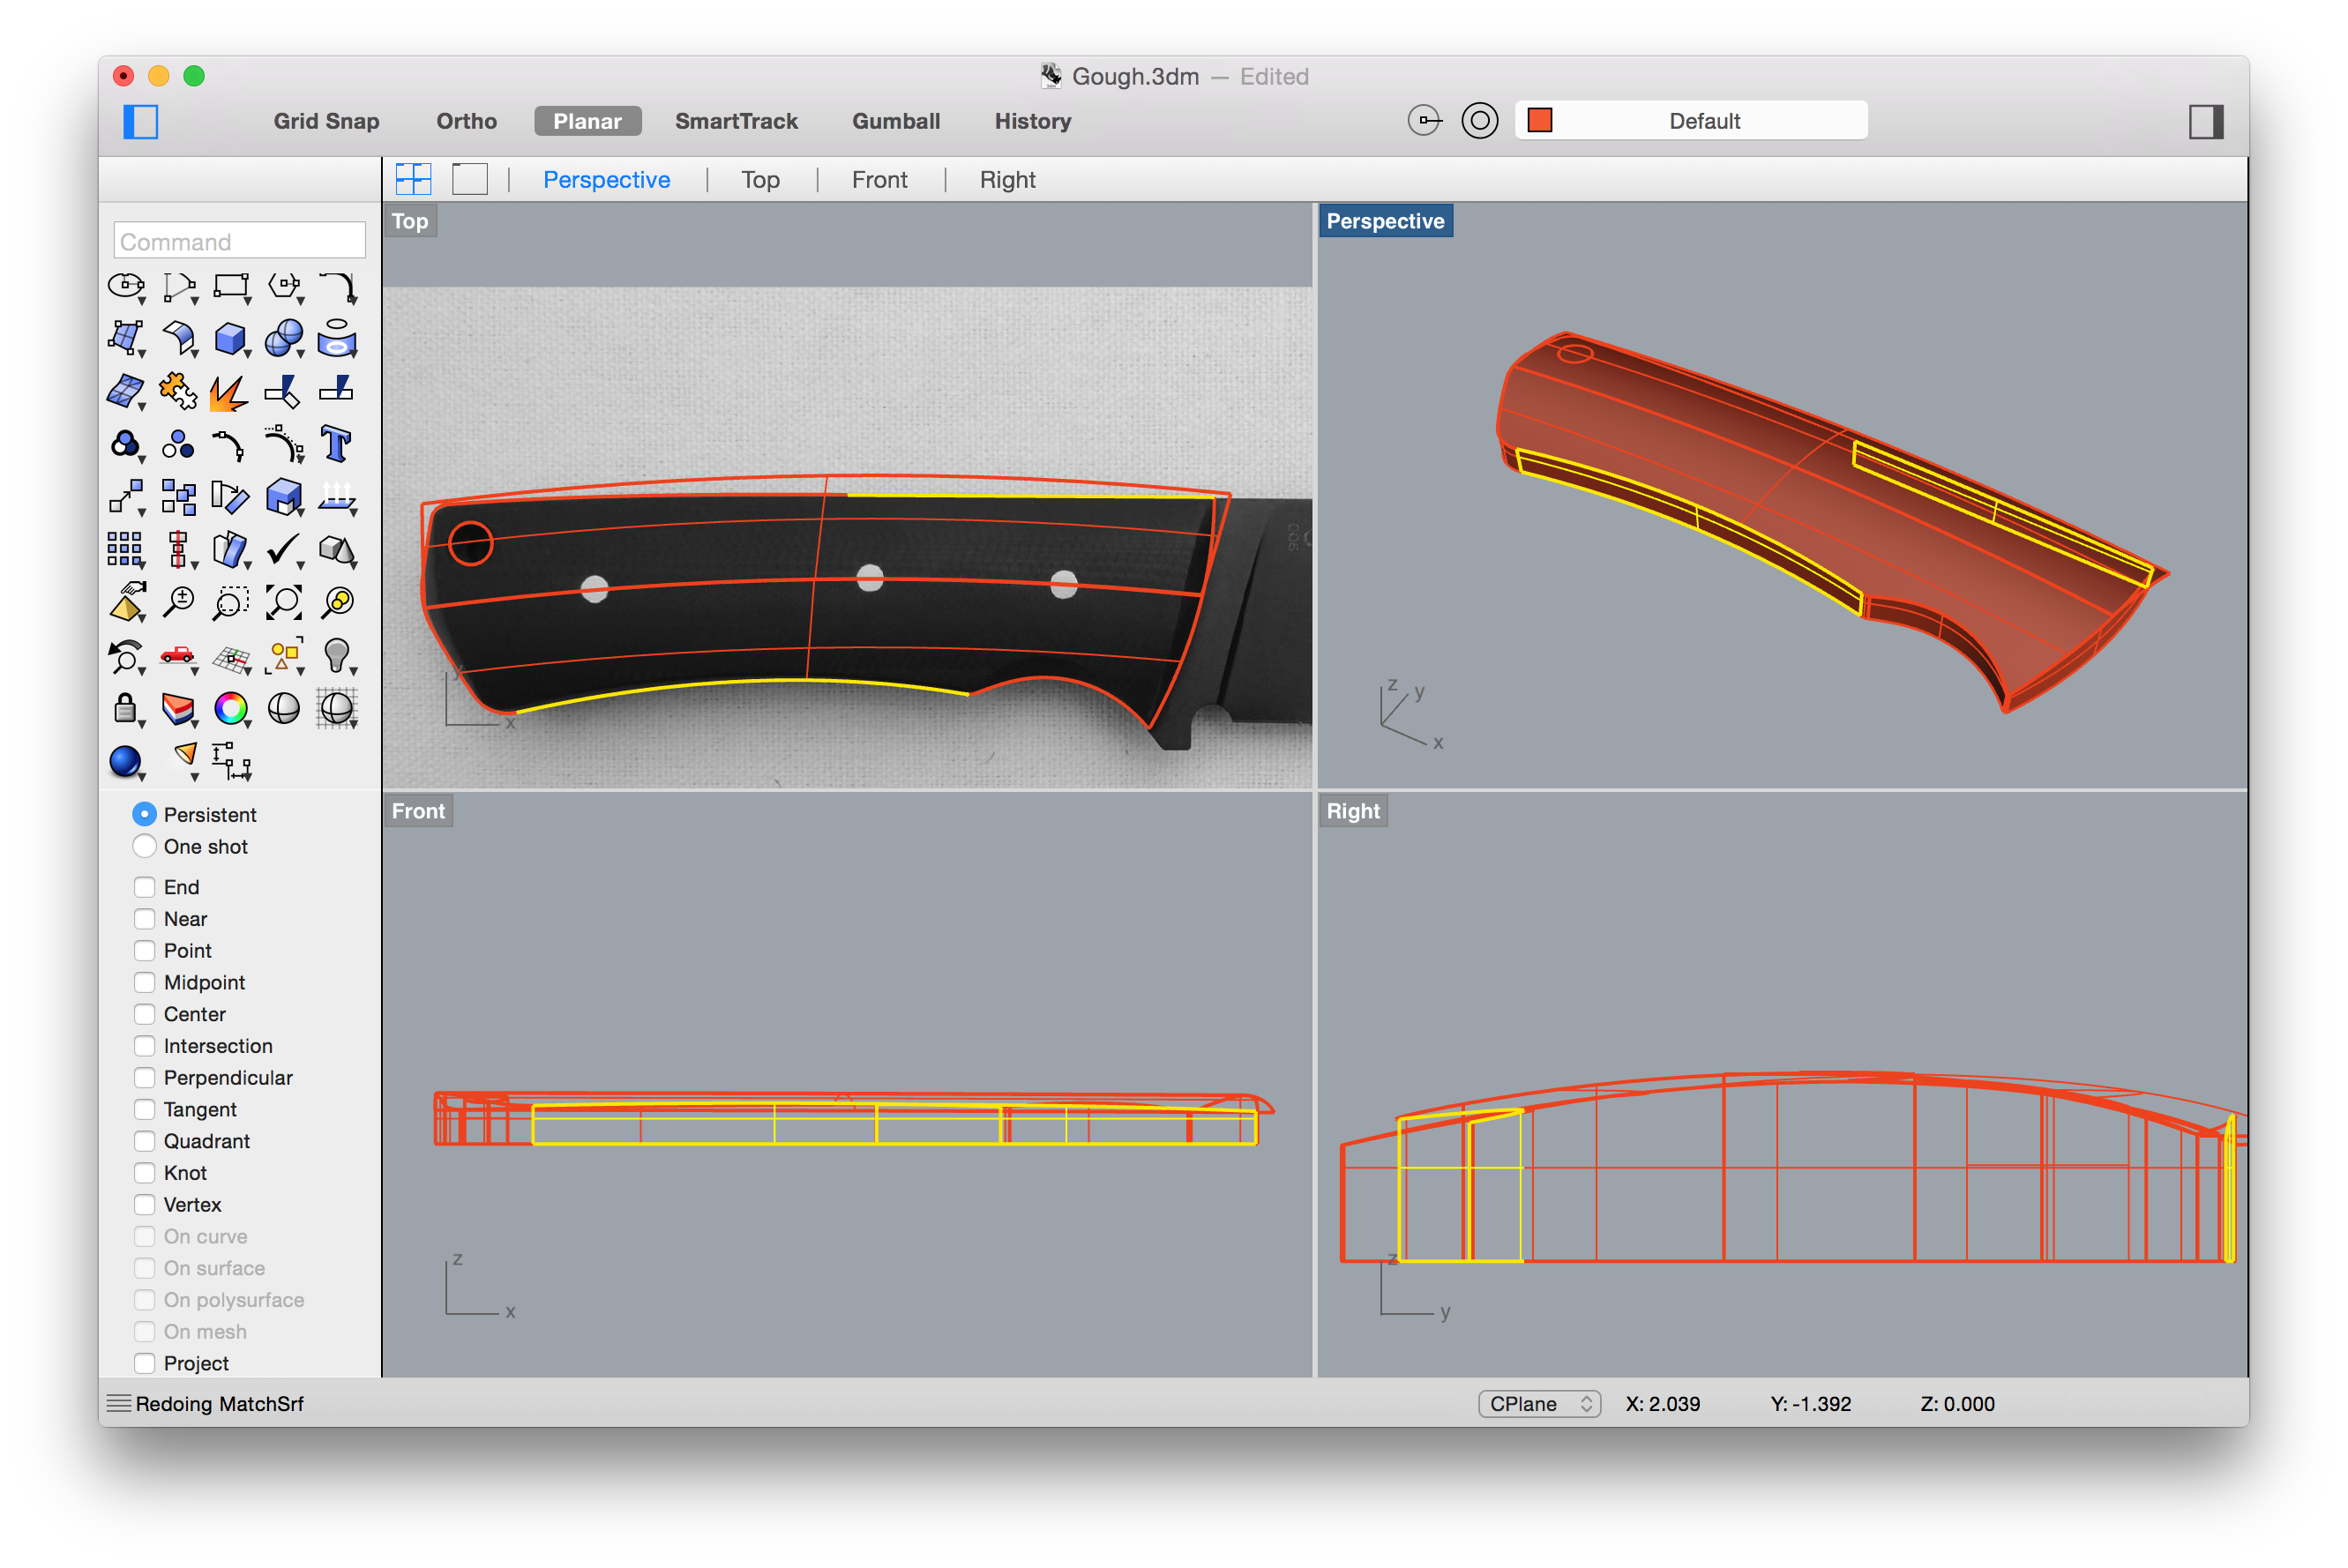 Gough.3dm — Edited
Grid Snap Ortho Planar SmartTrack Gumball History Default
Perspective Top Front Right
Command
Top
Perspective
y
x
z
y
x
Front
Right
z
x
z
y
Persistent
One shot
End
Near
Point
Midpoint
Center
Intersection
Perpendicular
Tangent
Quadrant
Knot
Vertex
On curve
On surface
On polysurface
On mesh
Project
Redoing MatchSrf CPlane X: 2.039 Y: -1.392 Z: 0.000